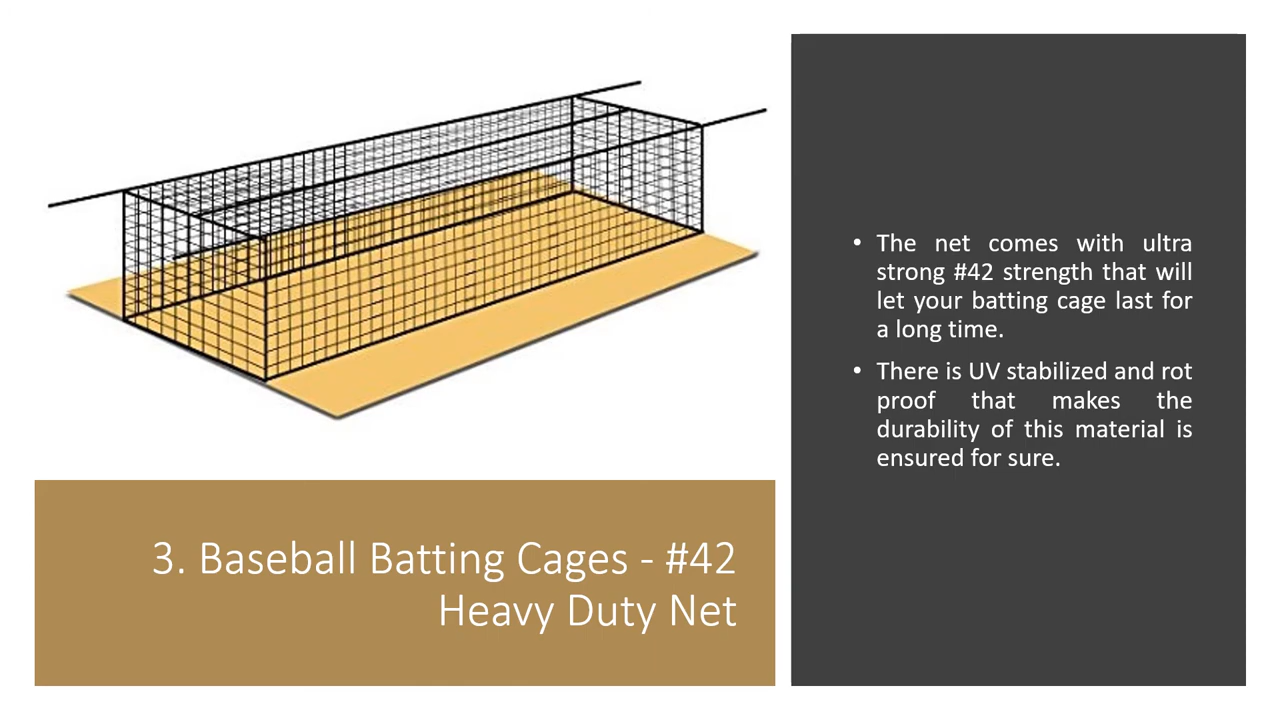 3. Baseball Batting Cages - #42
Heavy Duty Net
• The net comes with ultra
strong #42 strength that will
let your batting cage last for
a long time.
• There is UV stabilized and rot
proof that makes the
durability of this material is
ensured for sure.